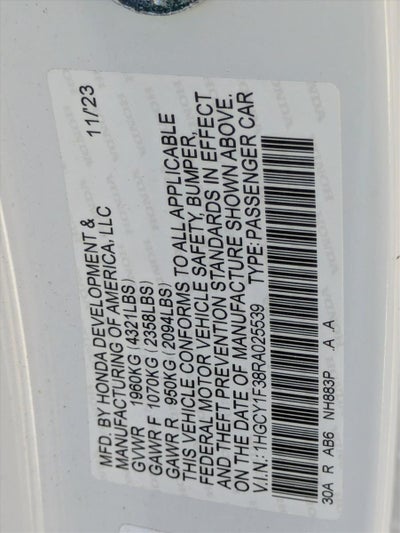 MFD. BY HONDA DEVELOPMENT &
MANUFACTURING OF AMERICA, LLC 11/23
GVWR 1960KG (4321LBS)
GAWR F 1070KG (2358LBS)
GAWR R 950KG (2094LBS)
THIS VEHICLE CONFORMS TO ALL APPLICABLE
FEDERAL MOTOR VEHICLE SAFETY, BUMPER,
AND THEFT PREVENTION STANDARDS IN EFFECT
ON THE DATE OF MANUFACTURE SHOWN ABOVE.
V.I.N.: 1HGCY1F38RA025539 TYPE: PASSENGER CAR
30A R AB6 NH883P A .A